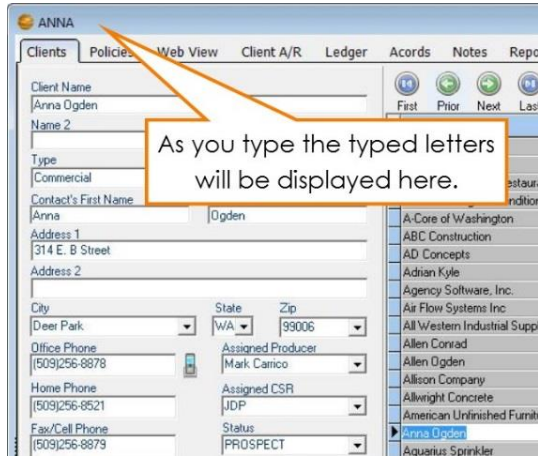 ANNA
Clients Policies Web View Client A/R Ledger Acords Notes Repo
Client Name
Anna Ogden
Name 2
Type
Commercial
Contact's First Name
Anna Ogden
Address 1
314 E. B Street
Address 2
City State Zip
Deer Park WA 99006
Office Phone Assigned Producer
(509)256-8878 Mark Carrico
Home Phone Assigned CSR
(509)256-8521 JDP
Fax/Cell Phone Status
(509)256-8879 PROSPECT
First Prior Next Las
As you type the typed letters
will be displayed here.
A-Core of Washington
ABC Construction
AD Concepts
Adrian Kyle
Agency Software, Inc.
Air Flow Systems Inc
All Western Industrial Suppl
Allen Conrad
Allen Ogden
Allison Company
Allwright Concrete
American Unfinished Furnitu
Anna Ogden
Aquarius Sprinkler